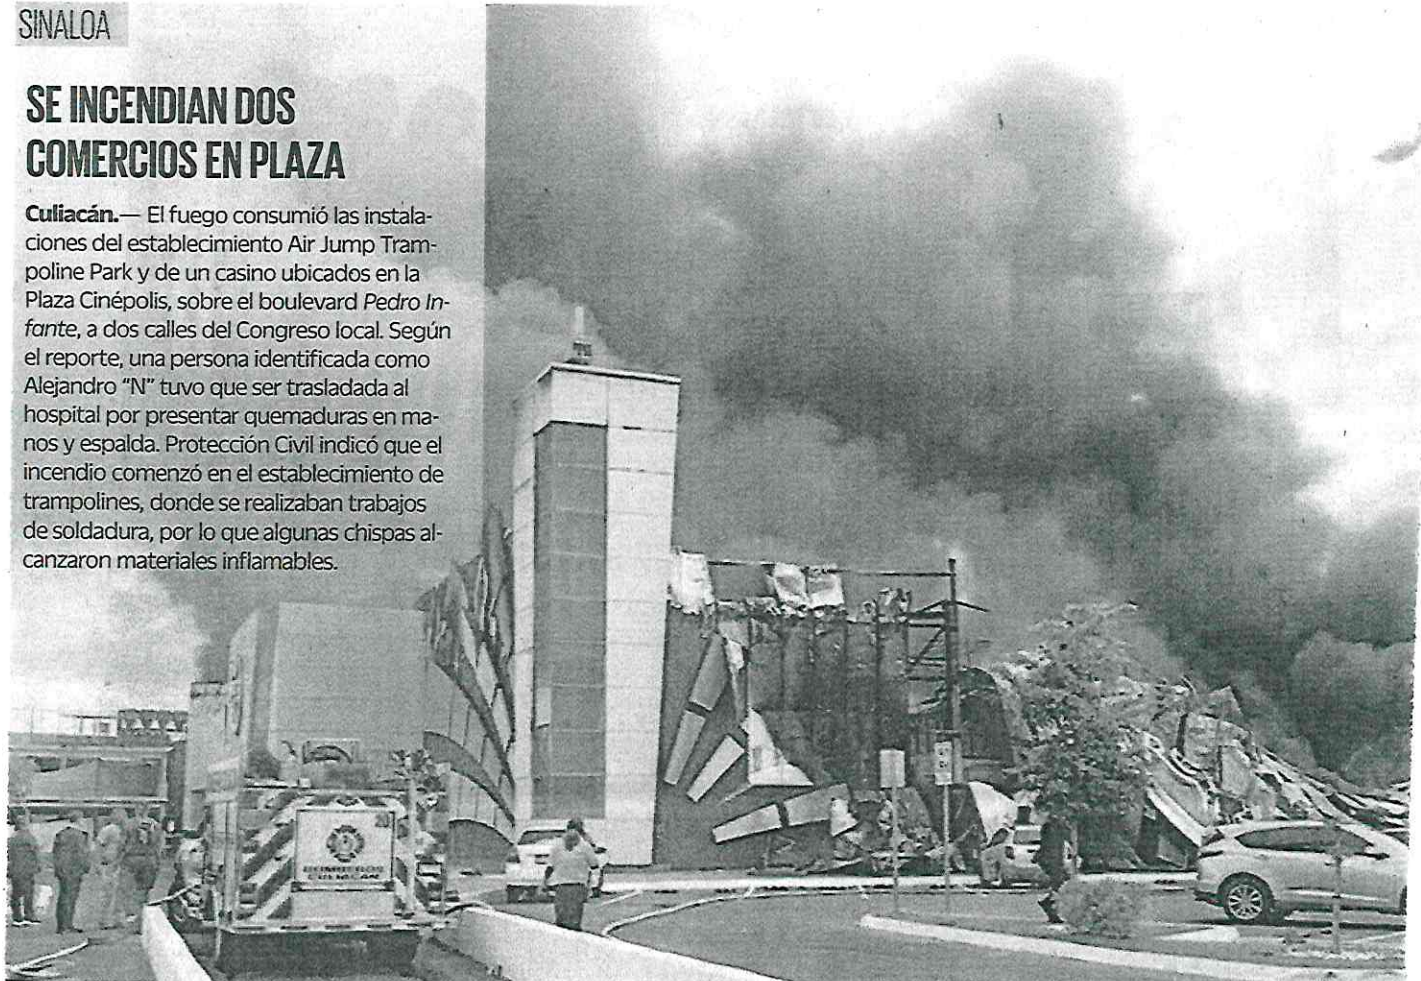 SINALOA
SE INCENDIAN DOS
COMERCIOS EN PLAZA
Culiacán.— El fuego consumió las instala-
ciones del establecimiento Air Jump Tram-
poline Park y de un casino ubicados en la
Plaza Cinépolis, sobre el boulevard Pedro In-
fante, a dos calles del Congreso local. Según
el reporte, una persona identificada como
Alejandro “N” tuvo que ser trasladada al
hospital por presentar quemaduras en ma-
nos y espalda. Protección Civil indicó que el
incendio comenzó en el establecimiento de
trampolines, donde se realizaban trabajos
de soldadura, por lo que algunas chispas al-
canzaron materiales inflamables.